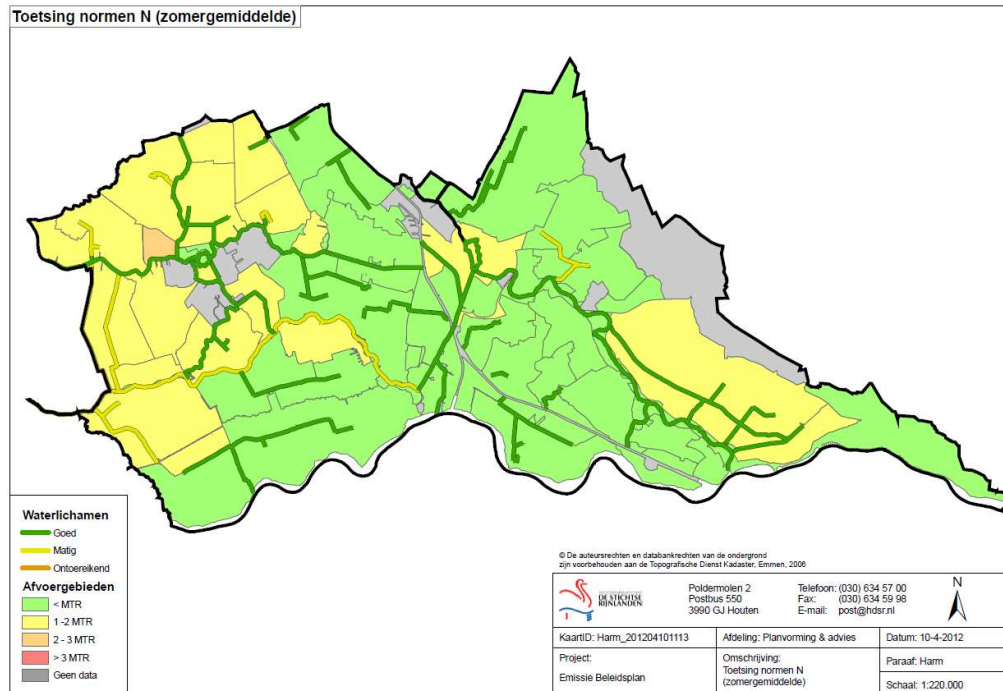 Toetsing normen N (zomergemiddelde)
Waterlichamen
Goed
Matig
Ontoereikend
Afvoergebieden
< MTR
1 -2 MTR
2 - 3 MTR
> 3 MTR
Geen data
© De auteursrechten en databankrechten van de ondergrond
zijn voorbehouden aan de Topografische Dienst Kadaster, Emmen, 2006
DE STICHTSE
RIJNLANDEN
Poldermolen 2
Postbus 550
3990 GJ Houten
Telefoon: (030) 634 57 00
Fax: (030) 634 59 98
E-mail: post@hdsr.nl
N
KaartID: Harm_201204101113
Afdeling: Planvorming & advies
Datum: 10-4-2012
Project:
Emissie Beleidsplan
Omschrijving:
Toetsing normen N
(zomergemiddelde)
Paraaf: Harm
Schaal: 1:220.000